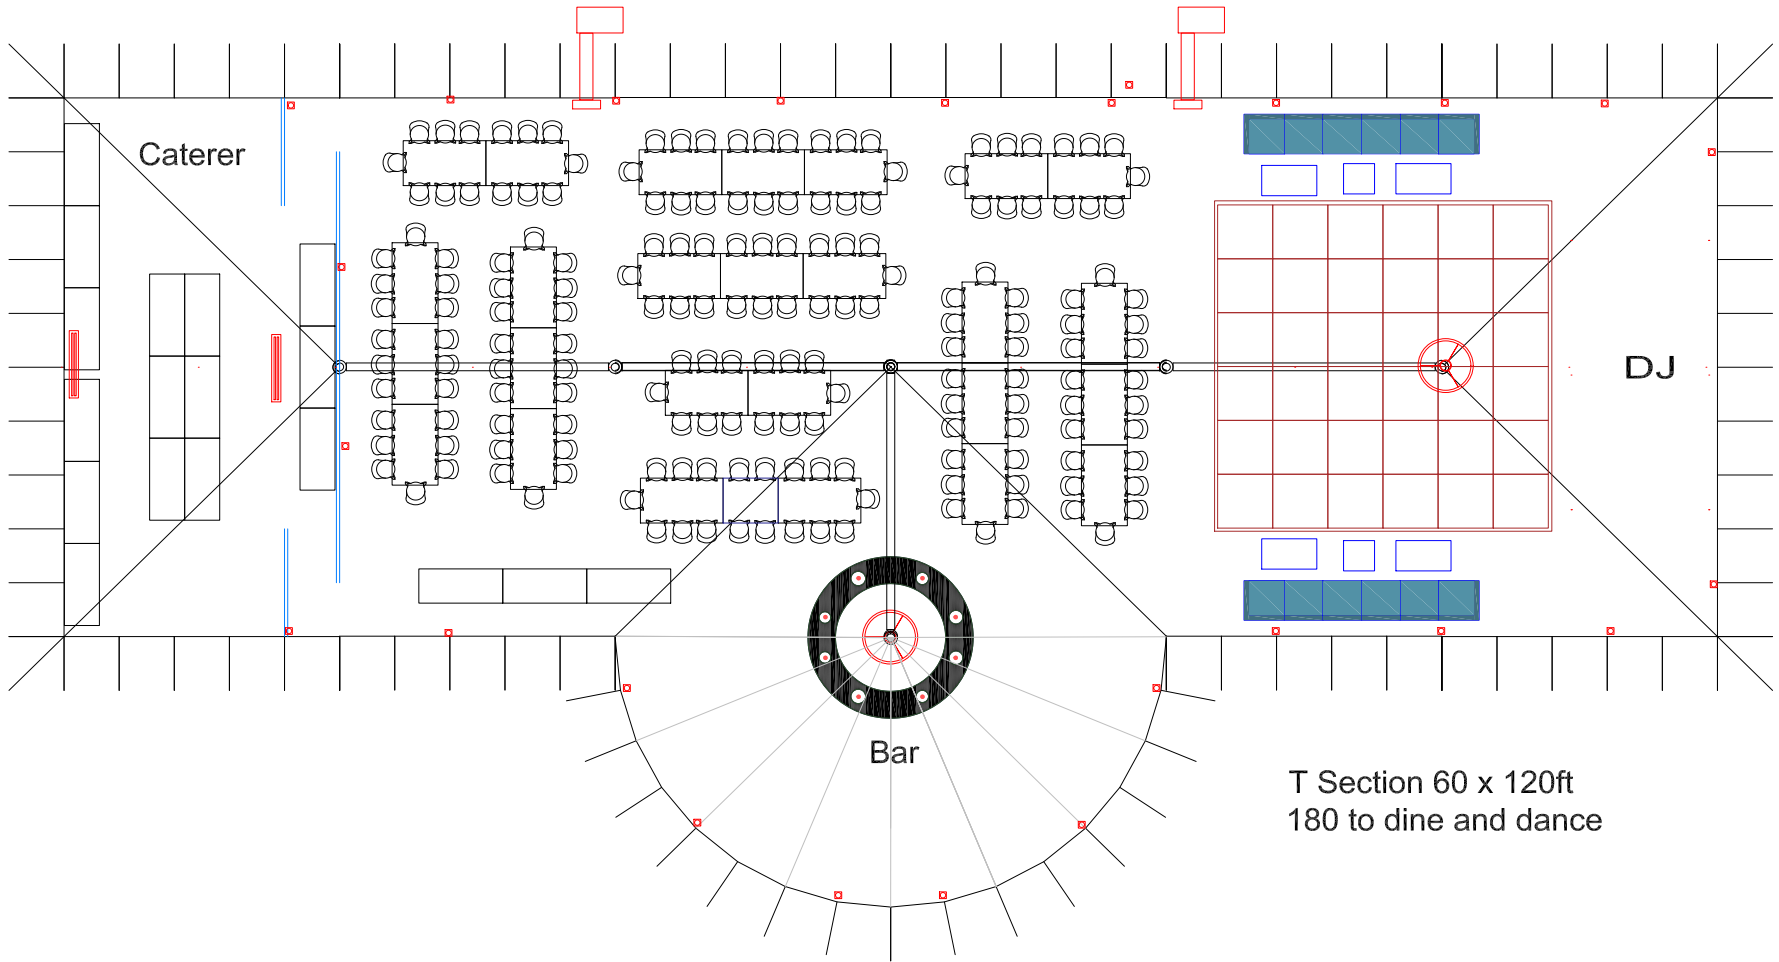 Caterer
DJ
Bar
T Section 60 x 120ft
180 to dine and dance